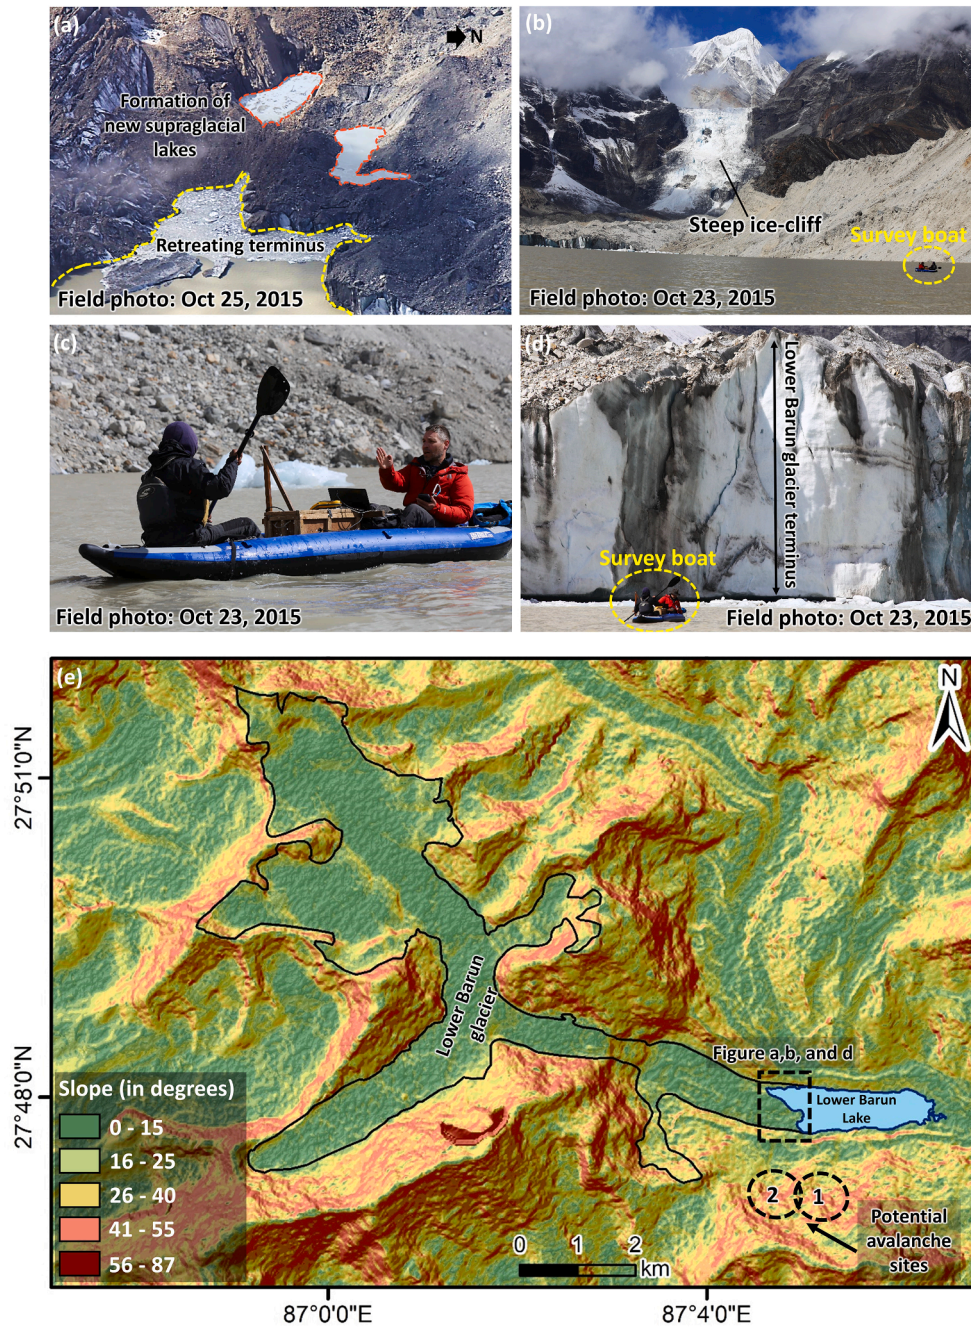 (a)
N
Formation of
new supraglacial
lakes
Retreating terminus
Field photo: Oct 25, 2015
(b)
Steep ice-cliff
Survey boat
Field photo: Oct 23, 2015
(c)
Field photo: Oct 23, 2015
(d)
Lower Barun glacier terminus
Survey boat
Field photo: Oct 23, 2015
(e)
N
27°51'0"N
27°48'0"N
Lower Barun
glacier
Figure a,b, and d
Lower Barun
Lake
2
1
Potential
avalanche
sites
Slope (in degrees)
0 - 15
16 - 25
26 - 40
41 - 55
56 - 87
0 1 2
km
87°0'0"E
87°4'0"E